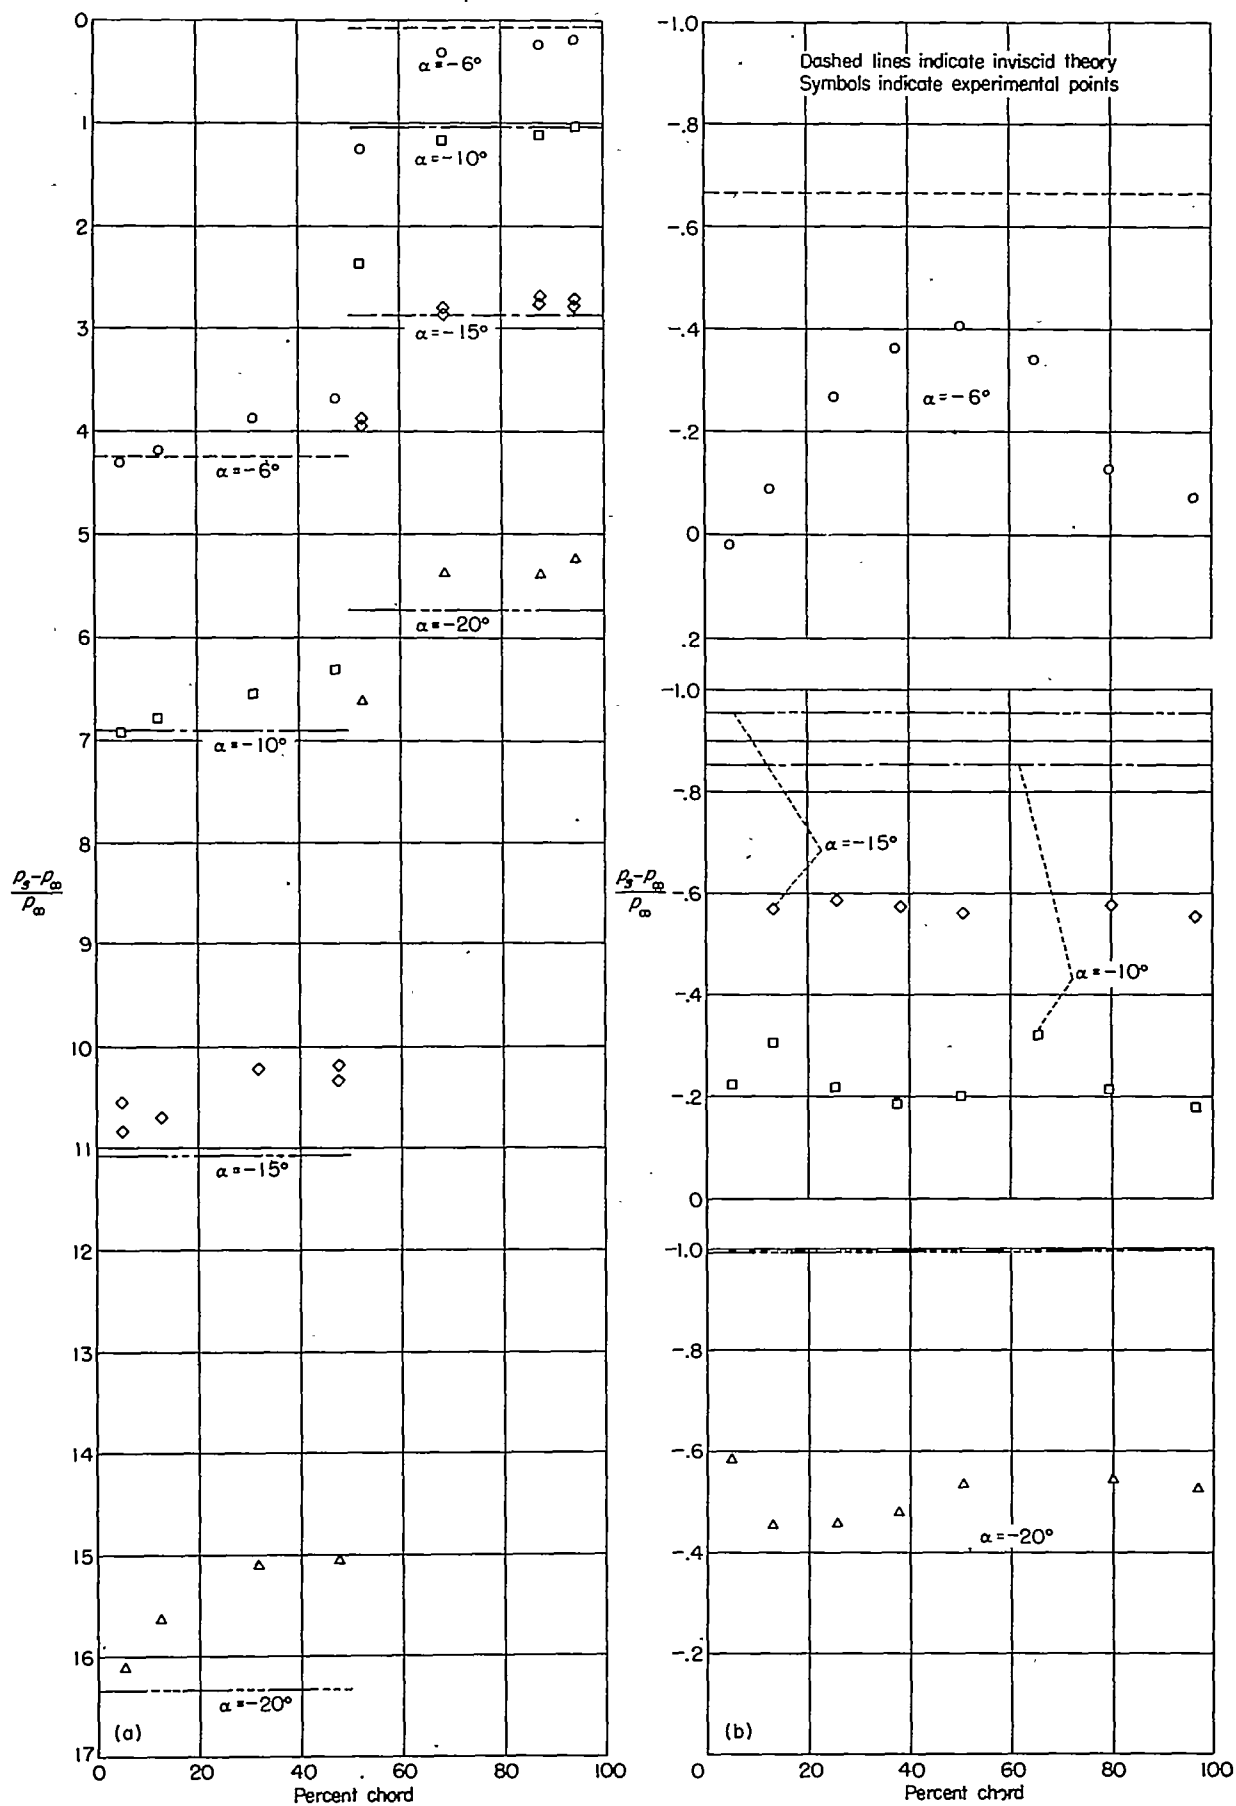 0
1
2
3
4
5
6
7
8
9
10
11
12
13
14
15
16
17
p_s-p_∞
p_∞
α=-6°
α=-10°
α=-15°
α=-6°
α=-20°
α=-10°
α=-15°
α=-20°
(a)
0 20 40 60 80 100
Percent chord
-1.0
-.8
-.6
-.4
-.2
0
.2
Dashed lines indicate inviscid theory
Symbols indicate experimental points
α=-6°
-1.0
-.8
-.6
-.4
-.2
0
p_s-p_∞
p_∞
α=-15°
α=-10°
-1.0
-.8
-.6
-.4
-.2
α=-20°
(b)
0 20 40 60 80 100
Percent chord